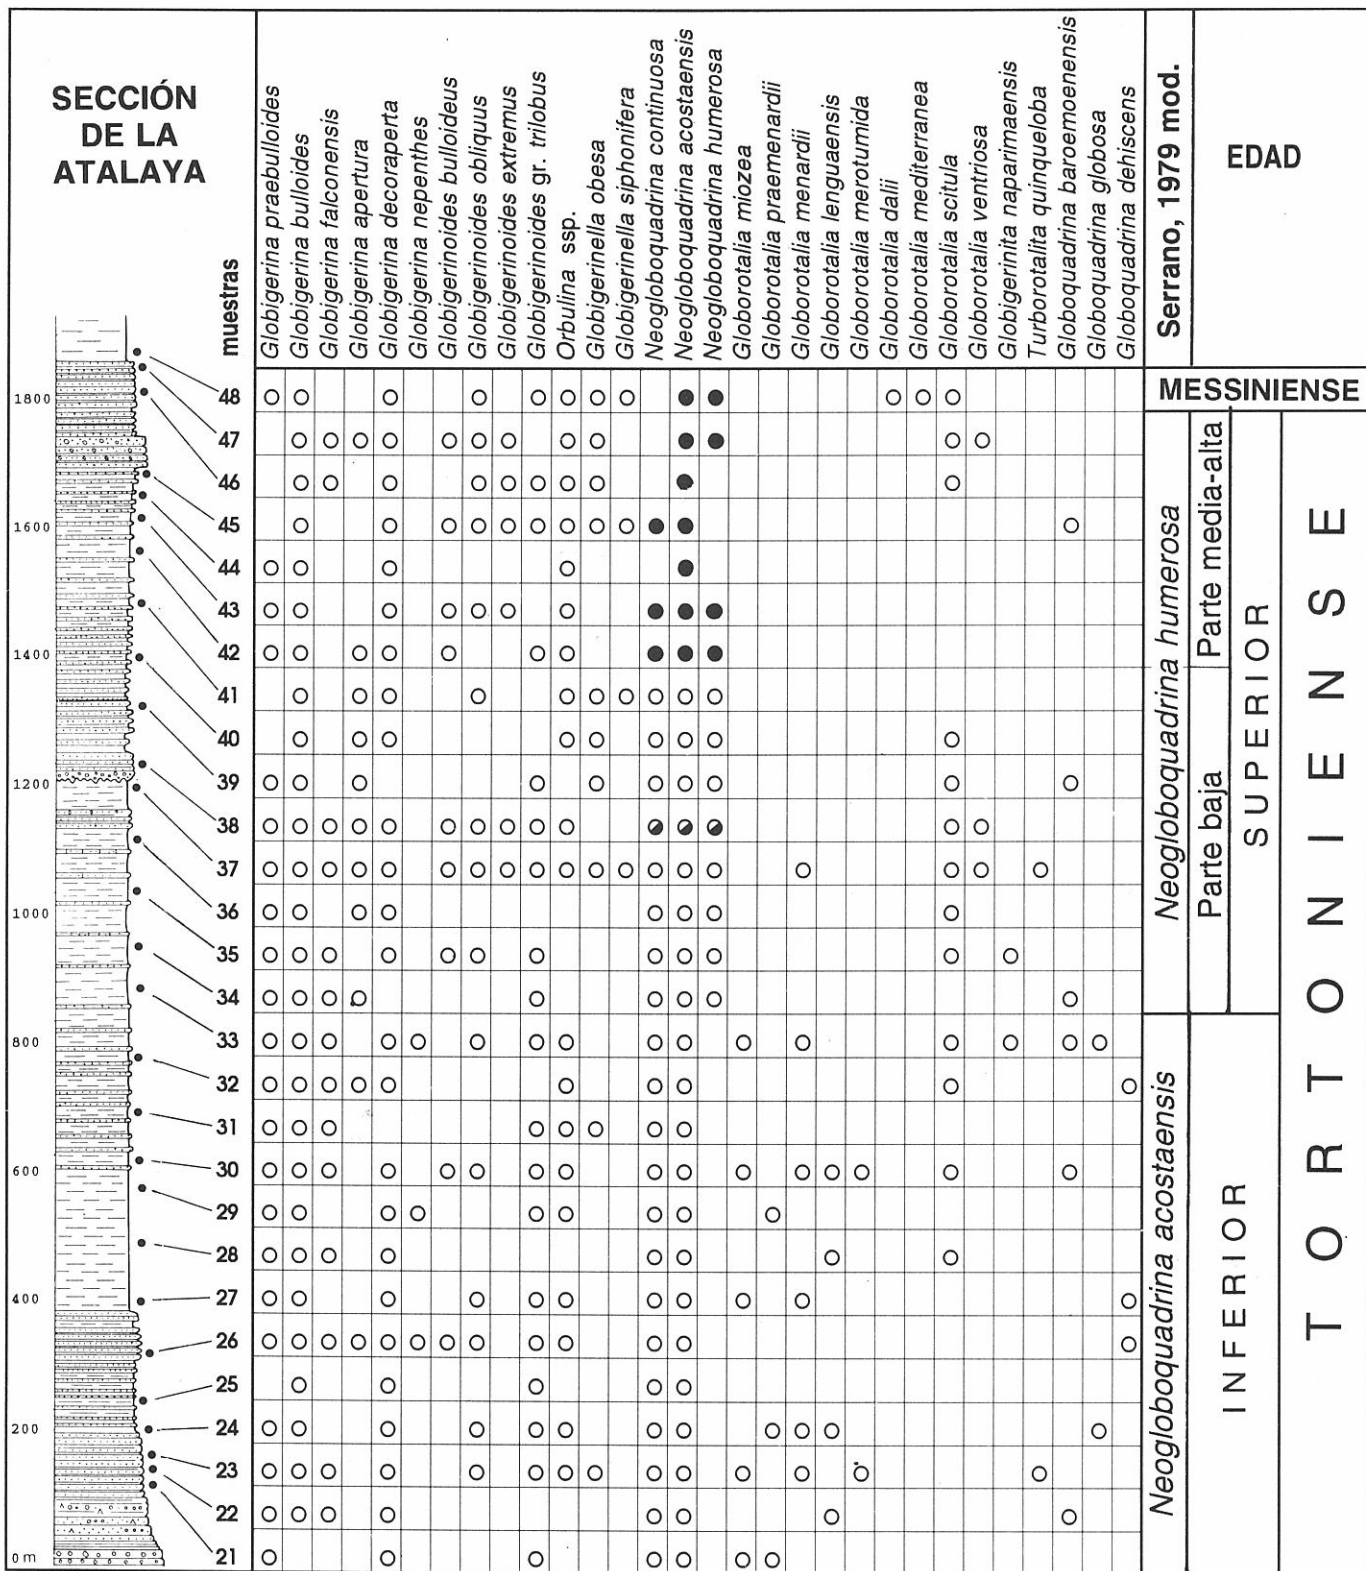 SECCIÓN
DE LA
ATALAYA
muestras
Globigerina praebulloides
Globigerina bulloides
Globigerina falconensis
Globigerina apertura
Globigerina decoraperta
Globigerina nepenthes
Globigerinoides bulloideus
Globigerinoides obliquus
Globigerinoides extremus
Globigerinoides gr. trilobus
Orbulina ssp.
Globigerinella obesa
Globigerinella siphonifera
Neogloboquadrina continuosa
Neogloboquadrina acostaensis
Neogloboquadrina humerosa
Globorotalia miozea
Globorotalia praemenardii
Globorotalia menardii
Globorotalia lenguaensis
Globorotalia merotumida
Globorotalia dalii
Globorotalia mediterranea
Globorotalia scitula
Globorotalia ventriosa
Globigerinita naparimaensis
Turborotalita quinqueloba
Globoquadrina baroemoenensis
Globoquadrina globosa
Globoquadrina dehiscens
Serrano, 1979 mod.
EDAD
1800
1600
1400
1200
1000
800
600
400
200
0 m
48
47
46
45
44
43
42
41
40
39
38
37
36
35
34
33
32
31
30
29
28
27
26
25
24
23
22
21
MESSINIENSE
Neogloboquadrina humerosa
Neogloboquadrina acostaensis
Parte media-alta
Parte baja
SUPERIOR
INFERIOR
TORTONIENSE